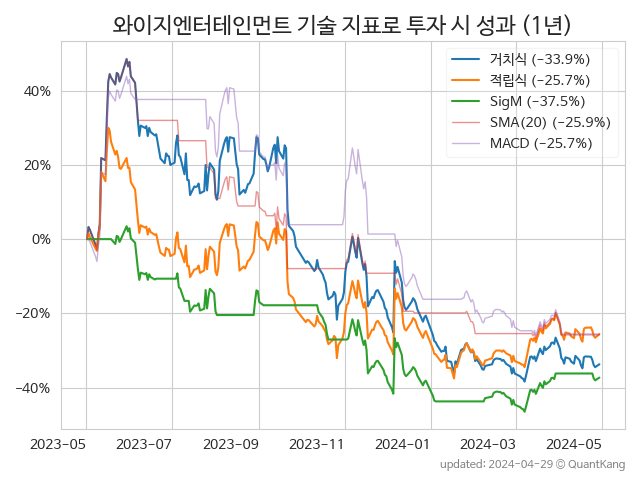 와이지엔터테인먼트 기술 지표로 투자 시 성과 (1년)
거치식 (−33.9%)
적립식 (−25.7%)
SigM (−37.5%)
SMA(20) (−25.9%)
MACD (−25.7%)
40%
20%
0%
−20%
−40%
2023-05 2023-07 2023-09 2023-11 2024-01 2024-03 2024-05
updated: 2024-04-29 © QuantKang